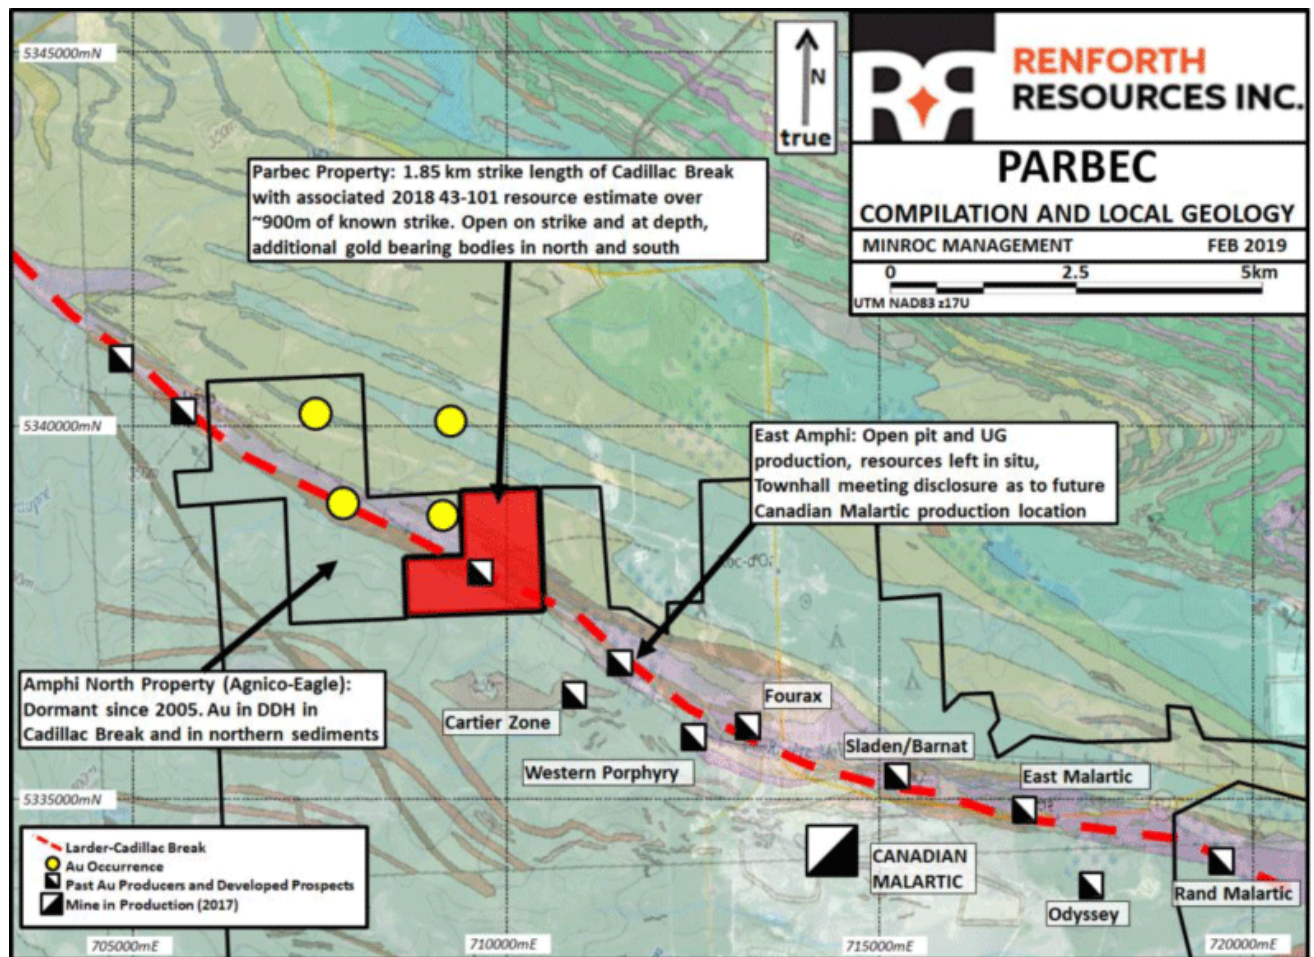 5345000mN
N
true
RENFORTH
RESOURCES INC.
PARBEC
COMPILATION AND LOCAL GEOLOGY
MINROC MANAGEMENT FEB 2019
0 2.5 5km
UTM NAD83 z17U
Parbec Property: 1.85 km strike length of Cadillac Break
with associated 2018 43-101 resource estimate over
~900m of known strike. Open on strike and at depth,
additional gold bearing bodies in north and south
5340000mN
East Amphi: Open pit and UG
production, resources left in situ,
Townhall meeting disclosure as to future
Canadian Malartic production location
Amphi North Property (Agnico-Eagle):
Dormant since 2005. Au in DDH in
Cadillac Break and in northern sediments
Cartier Zone
Fourax
Western Porphyry
Sladen/Barnat
East Malartic
5335000mN
CANADIAN
MALARTIC
Rand Malartic
Odyssey
Larder-Cadillac Break
Au Occurrence
Past Au Producers and Developed Prospects
Mine in Production (2017)
705000mE
710000mE
715000mE
720000mE